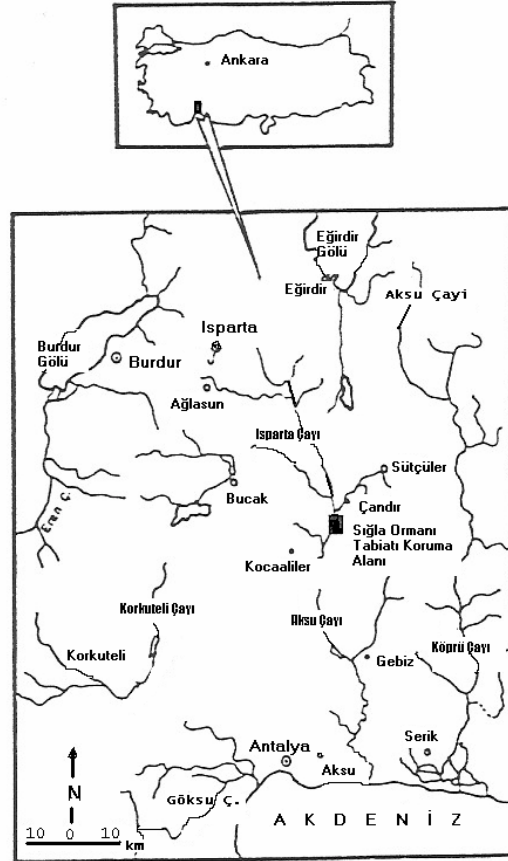 Ankara
Eğirdir
Gölü
Eğirdir
Aksu Çayi
Isparta
Burdur
Gölü
Burdur
Ağlasun
Isparta Çayı
Sütçüler
Bucak
Çandır
Eren Ç.
Sığla Ormanı
Tabiatı Koruma
Alanı
Kocaaliler
Korkuteli Çayı
Aksu Çayı
Korkuteli
Gebiz
Köprü Çayı
Serik
Antalya
Aksu
N
Göksu Ç.
AKDENİZ
10 0 10
km